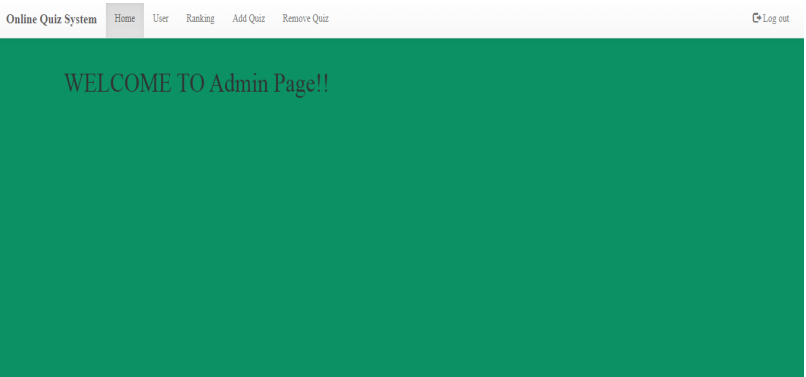 Online Quiz System Home User Ranking Add Quiz Remove Quiz Log out
WELCOME TO Admin Page!!